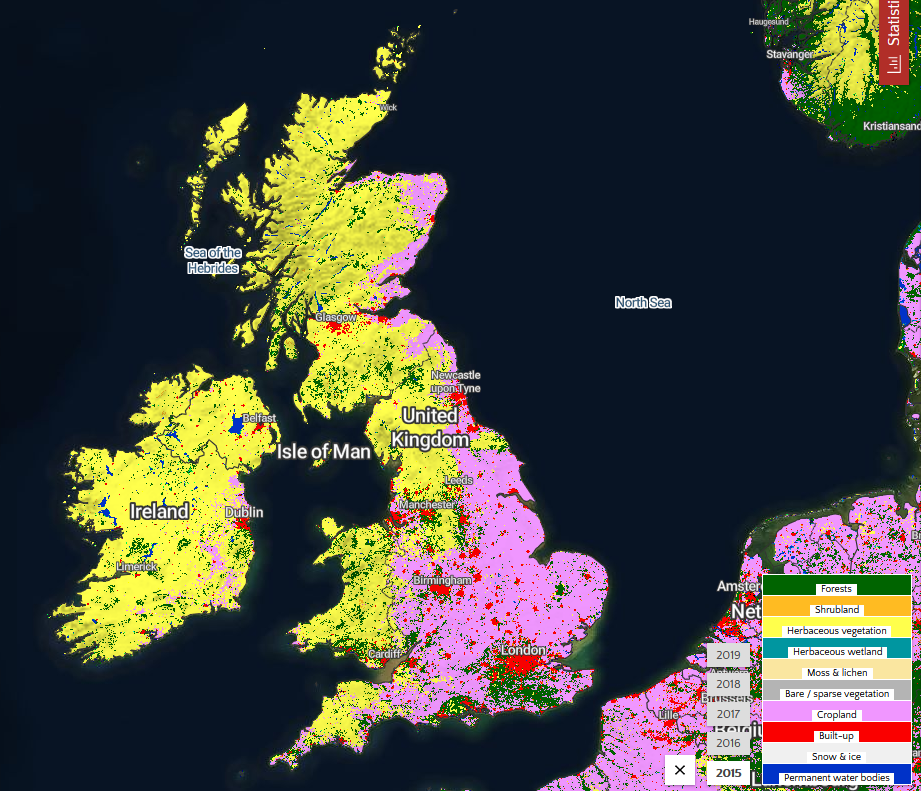 Haugesund
Statisti
Stavanger
Wick
Kristiansand
Sea of the
Hebrides
North Sea
Glasgow
Newcastle
upon Tyne
United
Kingdom
Belfast
Isle of Man
Leeds
Manchester
Ireland
Dublin
Limerick
Birmingham
Amster
Net
Cardiff
London
Brussels
Lille
Belgiu
2019
2018
2017
2016
2015
Forests
Shrubland
Herbaceous vegetation
Herbaceous wetland
Moss & lichen
Bare / sparse vegetation
Cropland
Built-up
Snow & ice
Permanent water bodies